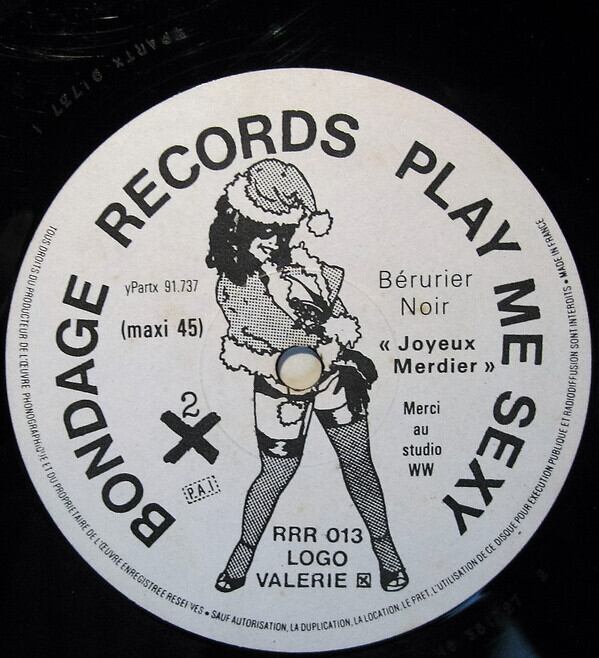 BONDAGE RECORDS PLAY ME SEXY
yPartx 91.737
(maxi 45)
2
P.A.I
Bérurier
Noir
« Joyeux
Merdier »
Merci
au
studio
WW
RRR 013
LOGO
VALERIE
TOUS DROITS DU PRODUCTEUR DE L'ŒUVRE PHONOGRAPHIQUE ET DU PROPRIETAIRE DE L'ŒUVRE ENREGISTREE RESERVES • SAUF AUTORISATION, LA DUPLICATION, LA LOCATION, LE PRET, L'UTILISATION DE CE DISQUE POUR EXECUTION PUBLIQUE ET RADIODIFFUSION SONT INTERDITS • MADE IN FRANCE
PARTX 91737